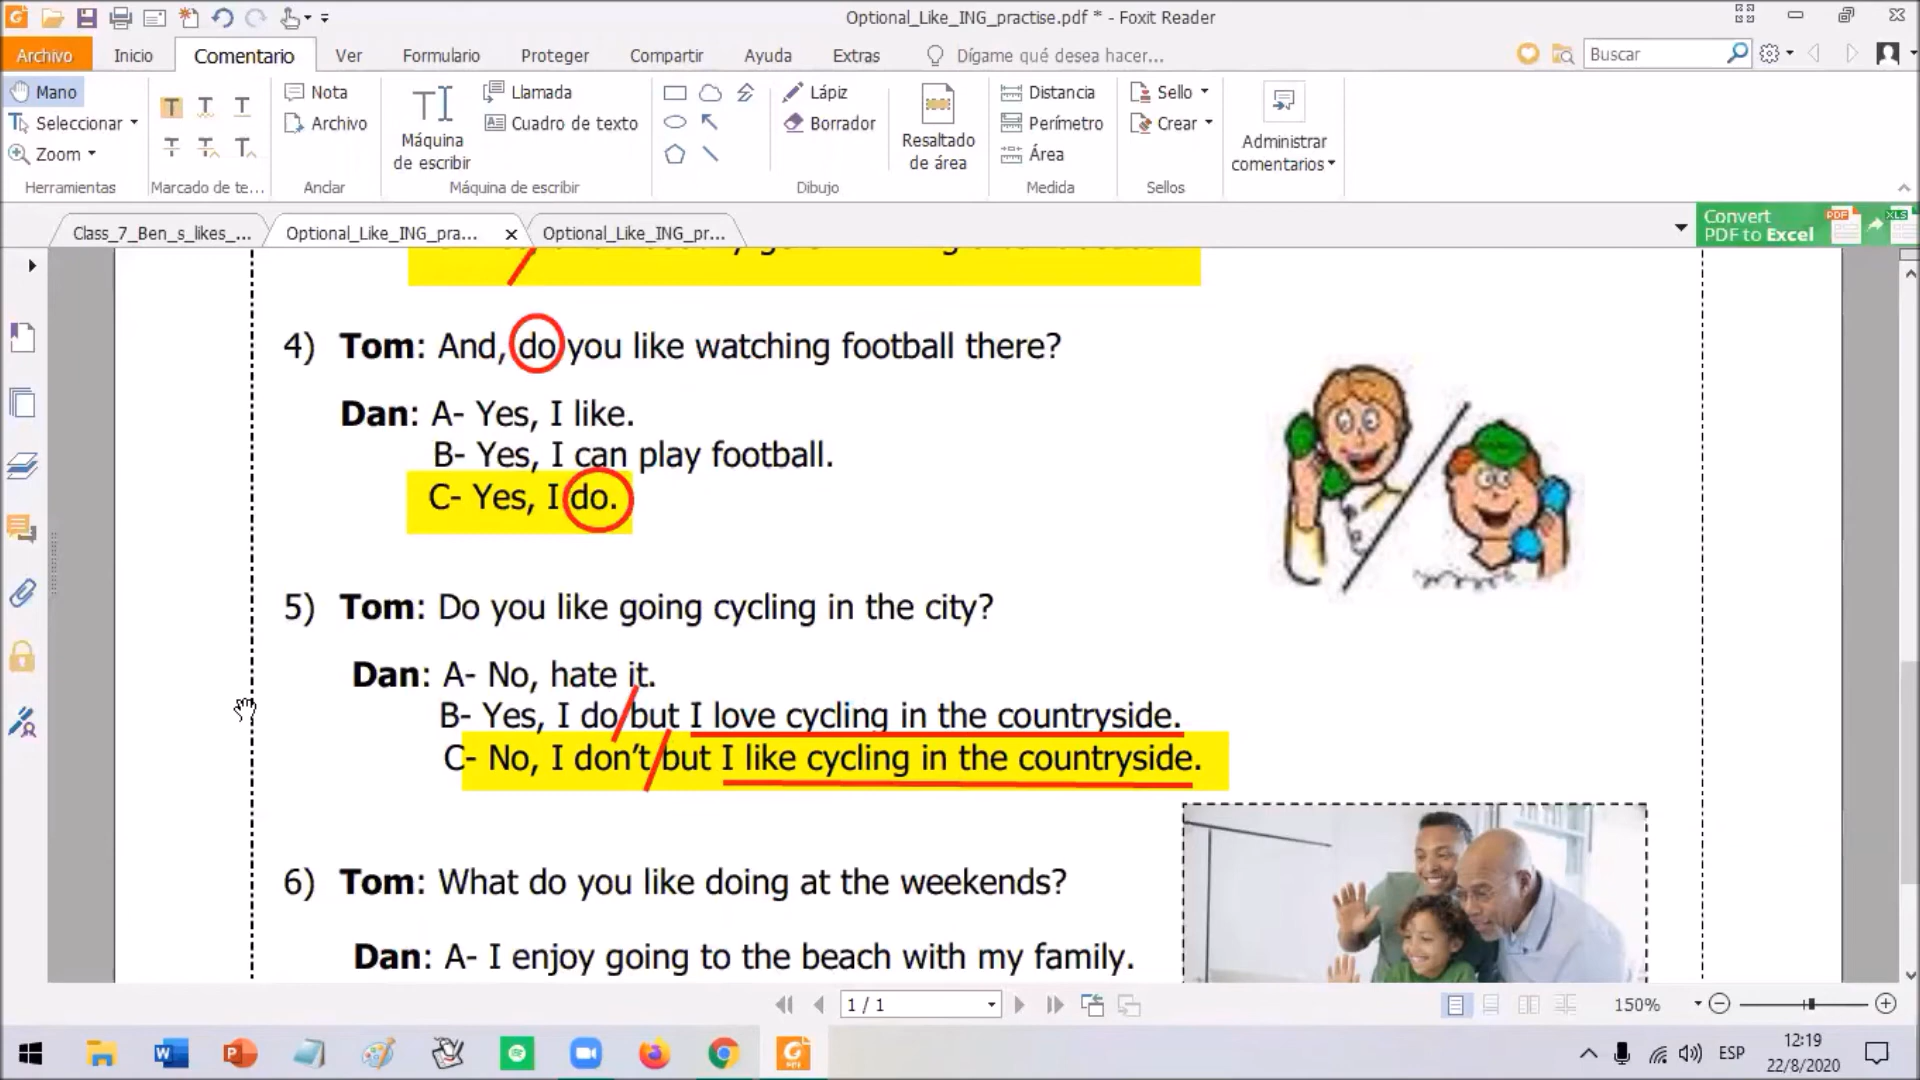 Optional_Like_ING_practise.pdf * - Foxit Reader
Archivo Inicio Comentario Ver Formulario Proteger Compartir Ayuda Extras Dígame qué desea hacer... Buscar
Mano
Seleccionar
Zoom
Herramientas
Marcado de te...
Nota
Archivo
Anclar
Máquina de escribir
Llamada
Cuadro de texto
Máquina de escribir
Lápiz
Borrador
Dibujo
Resaltado de área
Distancia
Perímetro
Área
Medida
Sello
Crear
Sellos
Administrar comentarios
Class_7_Ben_s_likes_... Optional_Like_ING_pra... Optional_Like_ING_pr...
Convert
PDF to Excel
PDF XLS
4) Tom: And, do you like watching football there?
Dan: A- Yes, I like.
B- Yes, I can play football.
C- Yes, I do.
5) Tom: Do you like going cycling in the city?
Dan: A- No, hate it.
B- Yes, I do but I love cycling in the countryside.
C- No, I don’t but I like cycling in the countryside.
6) Tom: What do you like doing at the weekends?
Dan: A- I enjoy going to the beach with my family.
1 / 1
150%
ESP
12:19
22/8/2020